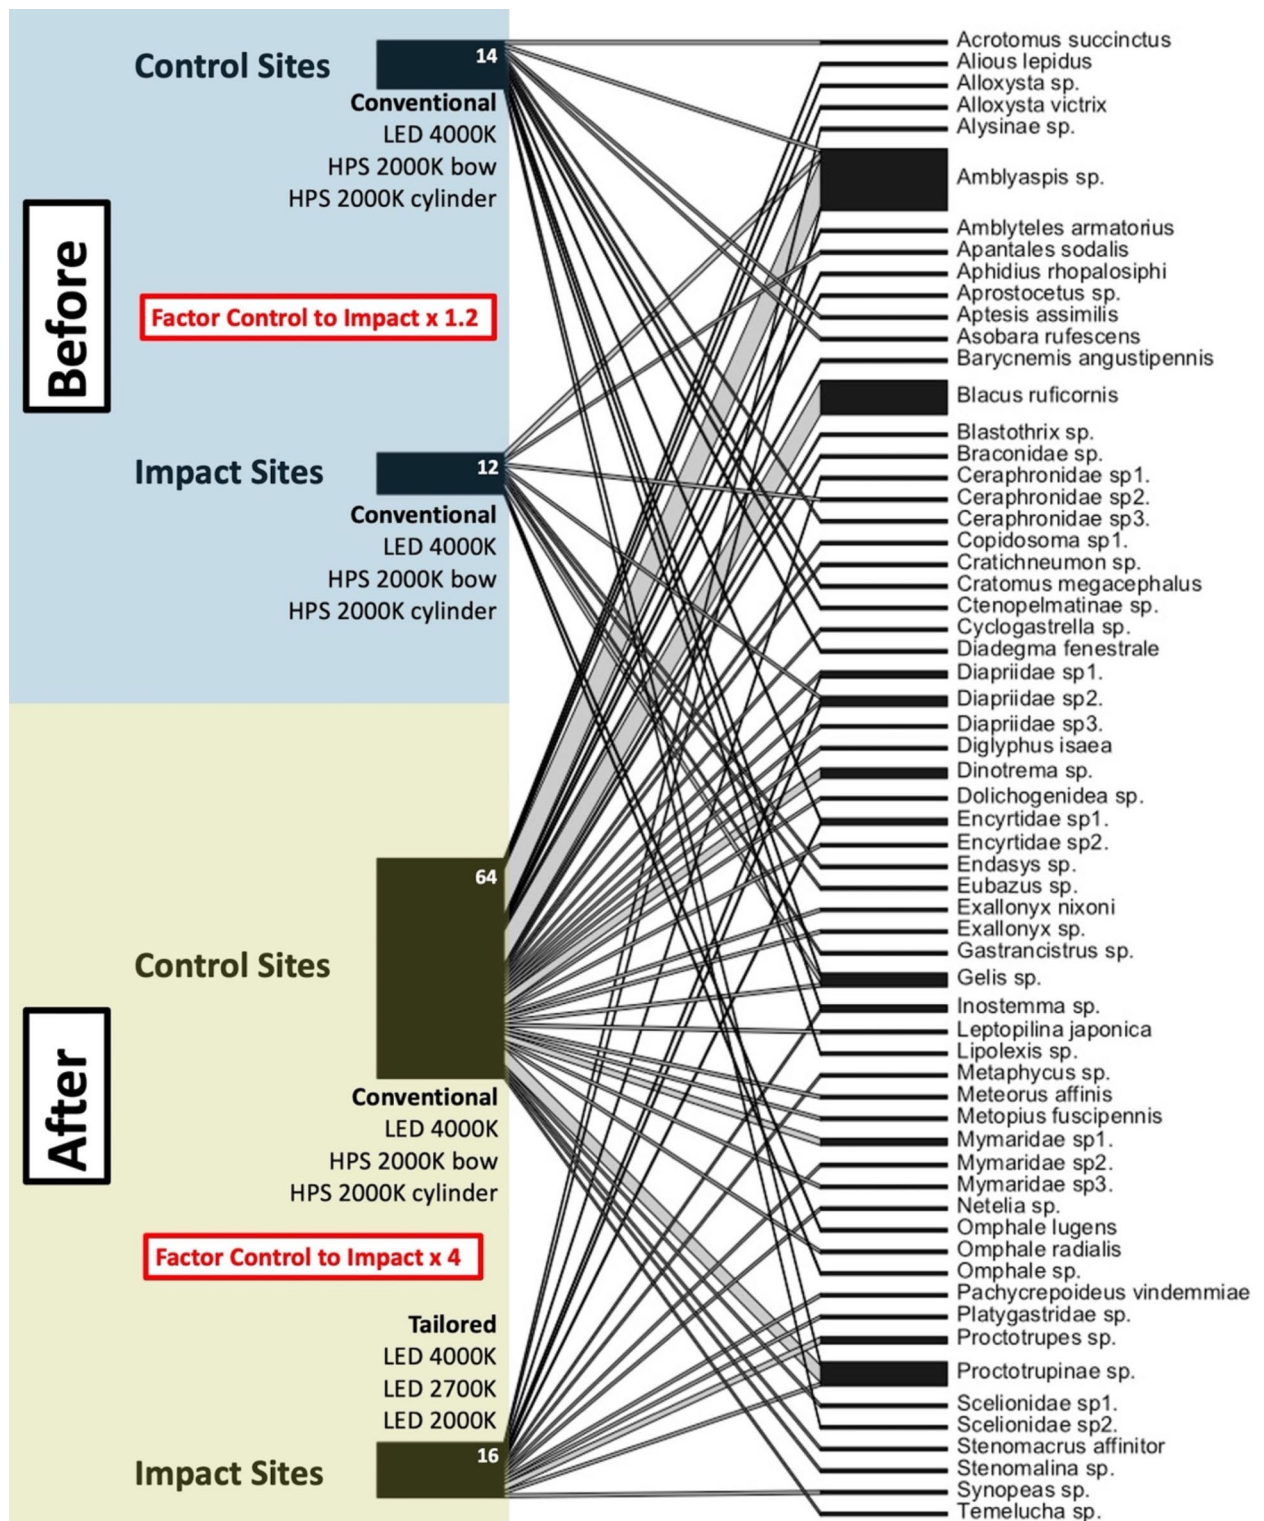 Before
Control Sites
14
Conventional
LED 4000K
HPS 2000K bow
HPS 2000K cylinder
Factor Control to Impact x 1.2
Impact Sites
12
Conventional
LED 4000K
HPS 2000K bow
HPS 2000K cylinder
After
Control Sites
64
Conventional
LED 4000K
HPS 2000K bow
HPS 2000K cylinder
Factor Control to Impact x 4
Tailored
LED 4000K
LED 2700K
LED 2000K
Impact Sites
16
Acrotomus succinctus
Alious lepidus
Alloxysta sp.
Alloxysta victrix
Alysinae sp.
Amblyaspis sp.
Amblyteles armatorius
Apantales sodalis
Aphidius rhopalosiphi
Aprostocetus sp.
Aptesis assimilis
Asobara rufescens
Barycnemis angustipennis
Blacus ruficornis
Blastothrix sp.
Braconidae sp.
Ceraphronidae sp1.
Ceraphronidae sp2.
Ceraphronidae sp3.
Copidosoma sp1.
Cratichneumon sp.
Cratomus megacephalus
Ctenopelmatinae sp.
Cyclogastrella sp.
Diadegma fenestrale
Diapriidae sp1.
Diapriidae sp2.
Diapriidae sp3.
Diglyphus isaea
Dinotrema sp.
Dolichogenidea sp.
Encyrtidae sp1.
Encyrtidae sp2.
Endasys sp.
Eubazus sp.
Exallonyx nixoni
Exallonyx sp.
Gastrancistrus sp.
Gelis sp.
Inostemma sp.
Leptopilina japonica
Lipolexis sp.
Metaphycus sp.
Meteorus affinis
Metopius fuscipennis
Mymaridae sp1.
Mymaridae sp2.
Mymaridae sp3.
Netelia sp.
Omphale lugens
Omphale radialis
Omphale sp.
Pachycrepoideus vindemmiae
Platygastridae sp.
Proctotrupes sp.
Proctotrupinae sp.
Scelionidae sp1.
Scelionidae sp2.
Stenomacrus affinitor
Stenomalina sp.
Synopeas sp.
Temelucha sp.